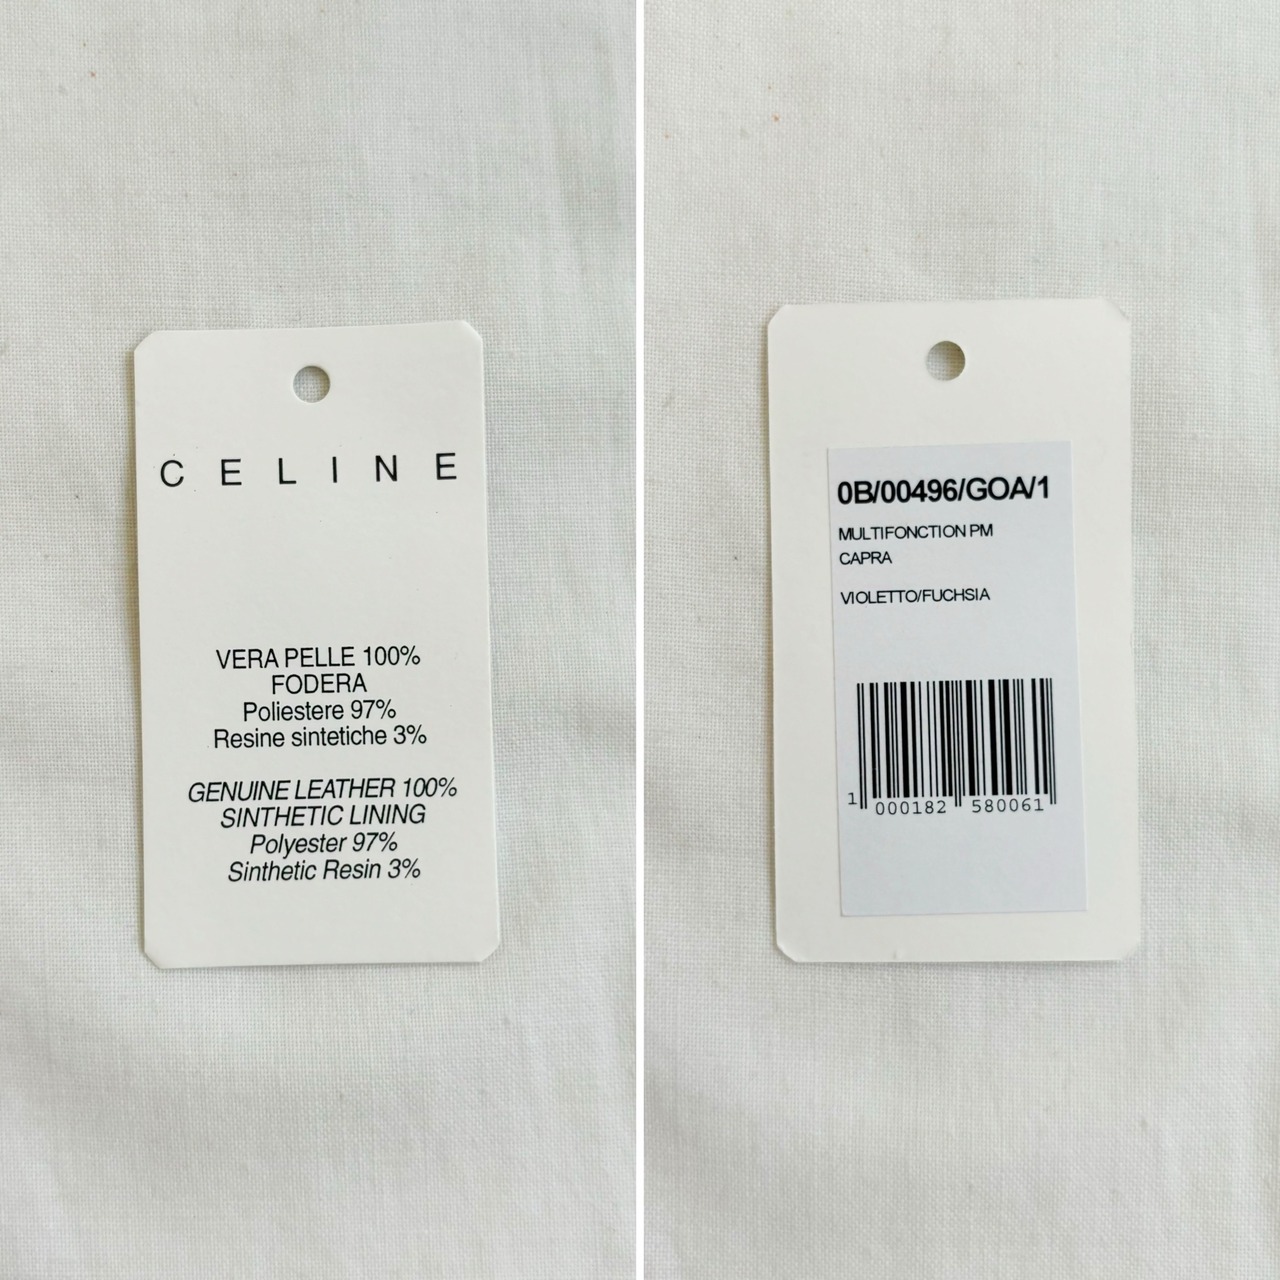 CELINE
VERA PELLE 100%
FODERA
Poliestere 97%
Resine sintetiche 3%
GENUINE LEATHER 100%
SINTHETIC LINING
Polyester 97%
Sinthetic Resin 3%
0B/00496/GOA/1
MULTIFONCTION PM
CAPRA
VIOLETTO/FUCHSIA
1 000182 580061